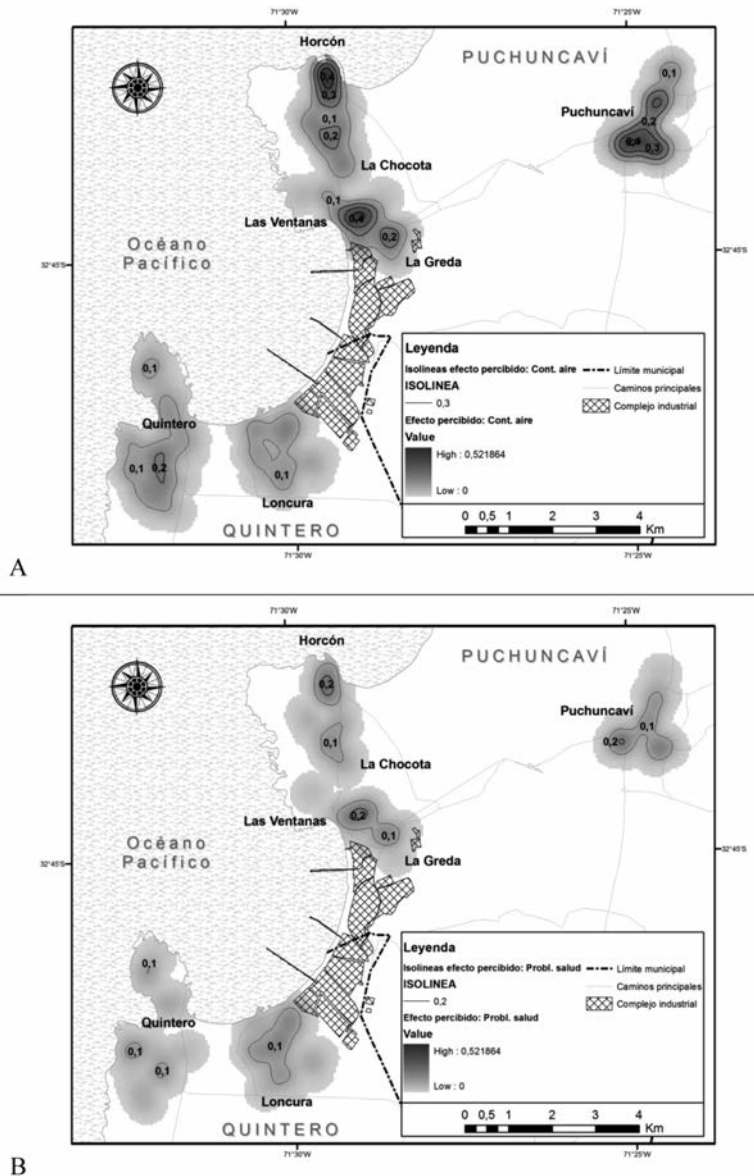 71°30'W
71°25'W
Horcón
PUCHUNCAVÍ
0,4
0,3
0,1
0,1
0,2
Puchuncaví
0,2
0,3
La Chocota
0,1
Las Ventanas
0,4
0,2
Océano
Pacífico
La Greda
32°45'S
32°45'S
Leyenda
Isolineas efecto percibido: Cont. aire
ISOLINEA
0,3
Efecto percibido: Cont. aire
Value
High : 0,521864
Low : 0
Límite municipal
Caminos principales
Complejo industrial
0 0,5 1 2 3 4
Km
0,1
Quintero
0,1
0,2
0,1
Loncura
QUINTERO
71°30'W
71°25'W
A
71°30'W
71°25'W
Horcón
PUCHUNCAVÍ
0,2
Puchuncaví
0,1
0,2
0,1
La Chocota
Las Ventanas
0,2
0,1
Océano
Pacífico
La Greda
32°45'S
32°45'S
Leyenda
Isolineas efecto percibido: Probl. salud
ISOLINEA
0,2
Efecto percibido: Probl. salud
Value
High : 0,521864
Low : 0
Límite municipal
Caminos principales
Complejo industrial
0 0,5 1 2 3 4
Km
0,1
Quintero
0,1
0,1
0,1
Loncura
QUINTERO
71°30'W
71°25'W
B